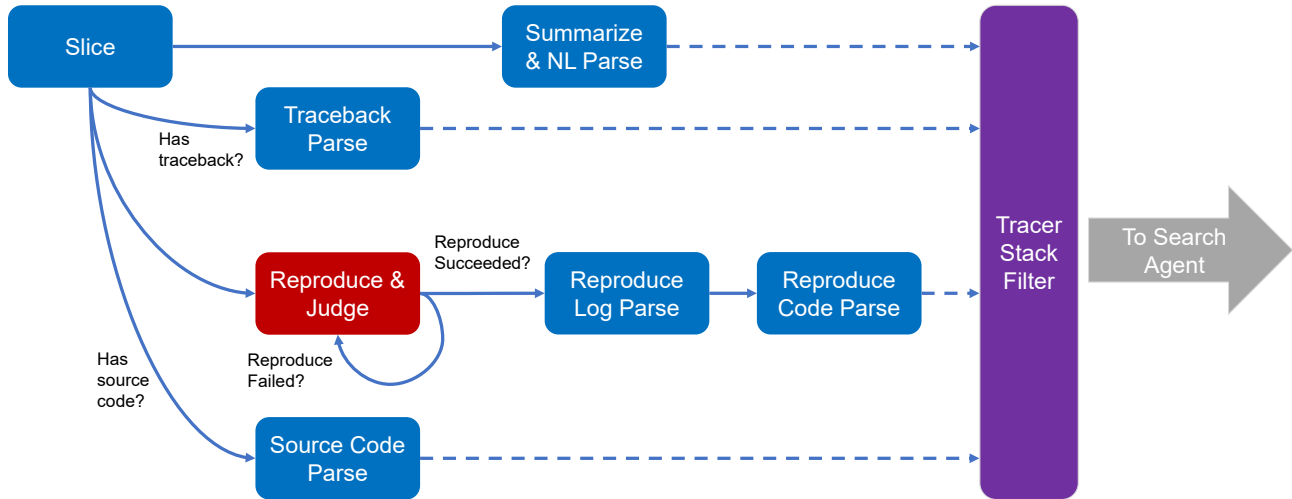 Slice
Summarize
& NL Parse
Traceback
Parse
Has
traceback?
Reproduce &
Judge
Reproduce
Succeeded?
Reproduce
Log Parse
Reproduce
Code Parse
Reproduce
Failed?
Has
source
code?
Source Code
Parse
Tracer
Stack
Filter
To Search
Agent